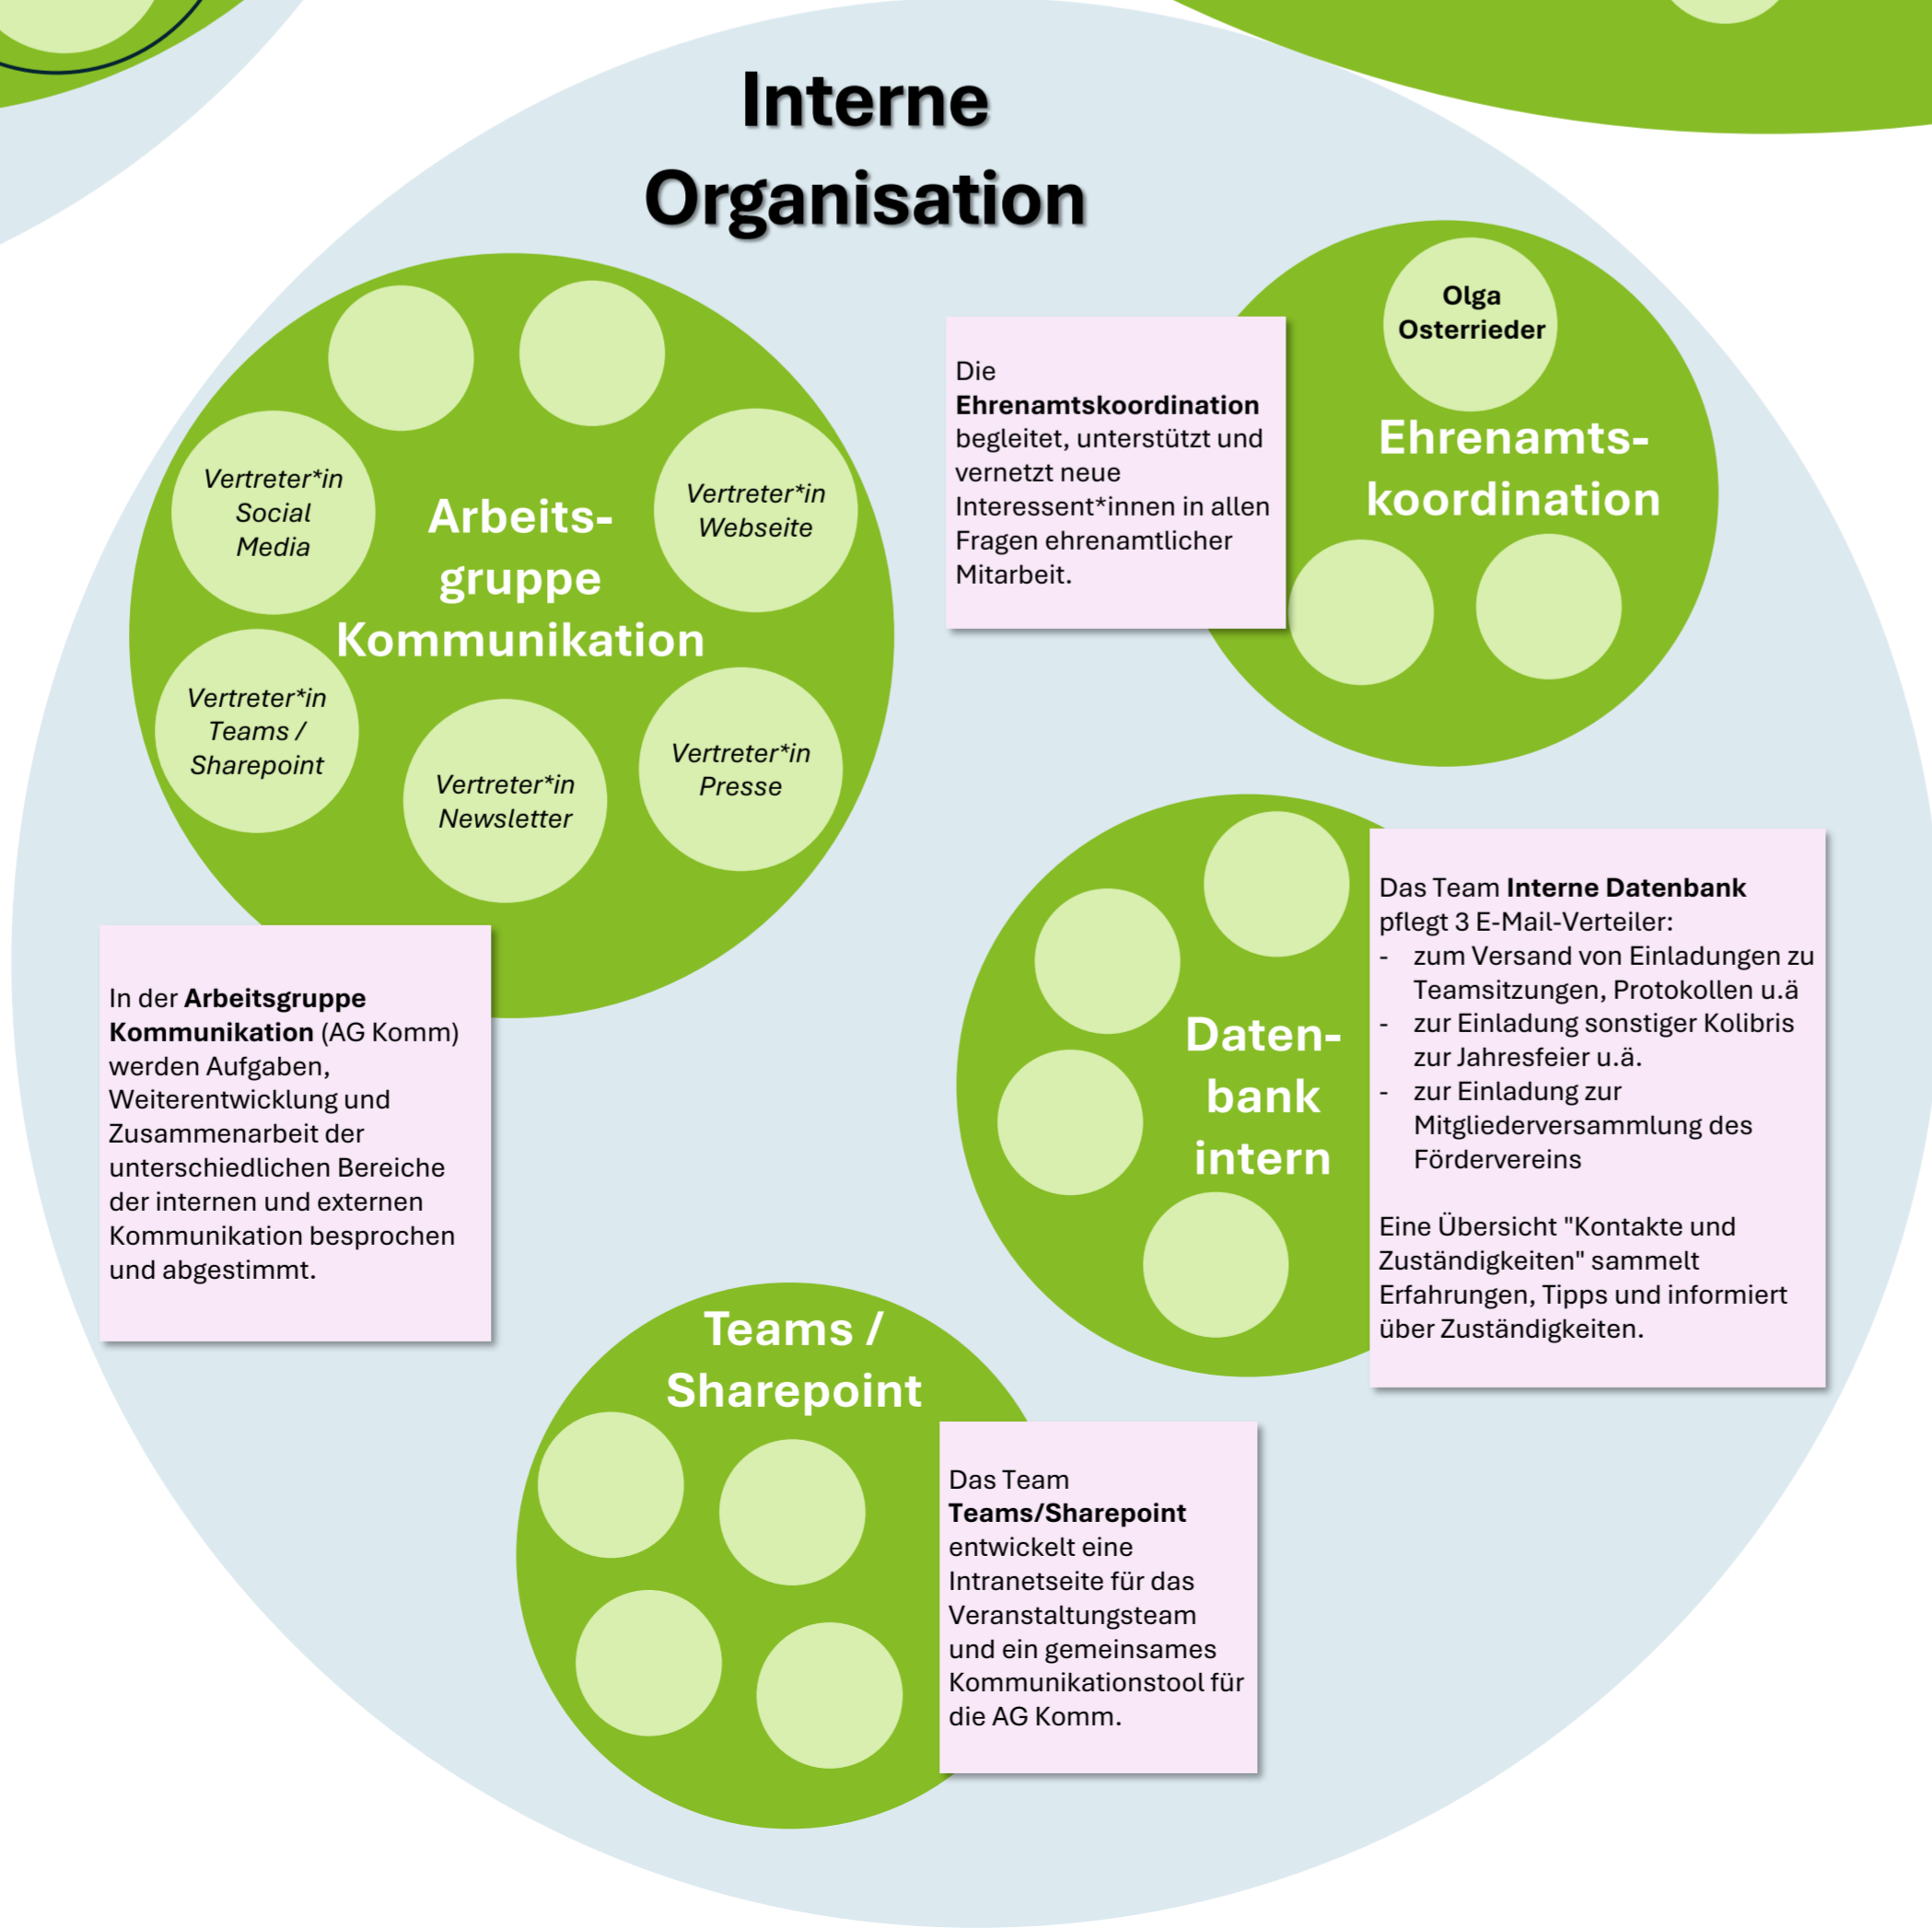 Interne
Organisation
Olga
Osterrieder
Ehrenamts-
koordination
Die
Ehrenamtskoordination
begleitet, unterstützt und
vernetzt neue
Interessent*innen in allen
Fragen ehrenamtlicher
Mitarbeit.
Vertreter*in
Social
Media
Arbeits-
gruppe
Kommunikation
Vertreter*in
Webseite
Vertreter*in
Teams /
Sharepoint
Vertreter*in
Newsletter
Vertreter*in
Presse
In der Arbeitsgruppe
Kommunikation (AG Komm)
werden Aufgaben,
Weiterentwicklung und
Zusammenarbeit der
unterschiedlichen Bereiche
der internen und externen
Kommunikation besprochen
und abgestimmt.
Daten-
bank
intern
Das Team Interne Datenbank
pflegt 3 E-Mail-Verteiler:
- zum Versand von Einladungen zu
Teamsitzungen, Protokollen u.ä
- zur Einladung sonstiger Kolibris
zur Jahresfeier u.ä.
- zur Einladung zur
Mitgliederversammlung des
Fördervereins
Eine Übersicht "Kontakte und
Zuständigkeiten" sammelt
Erfahrungen, Tipps und informiert
über Zuständigkeiten.
Teams /
Sharepoint
Das Team
Teams/Sharepoint
entwickelt eine
Intranetseite für das
Veranstaltungsteam
und ein gemeinsames
Kommunikationstool für
die AG Komm.